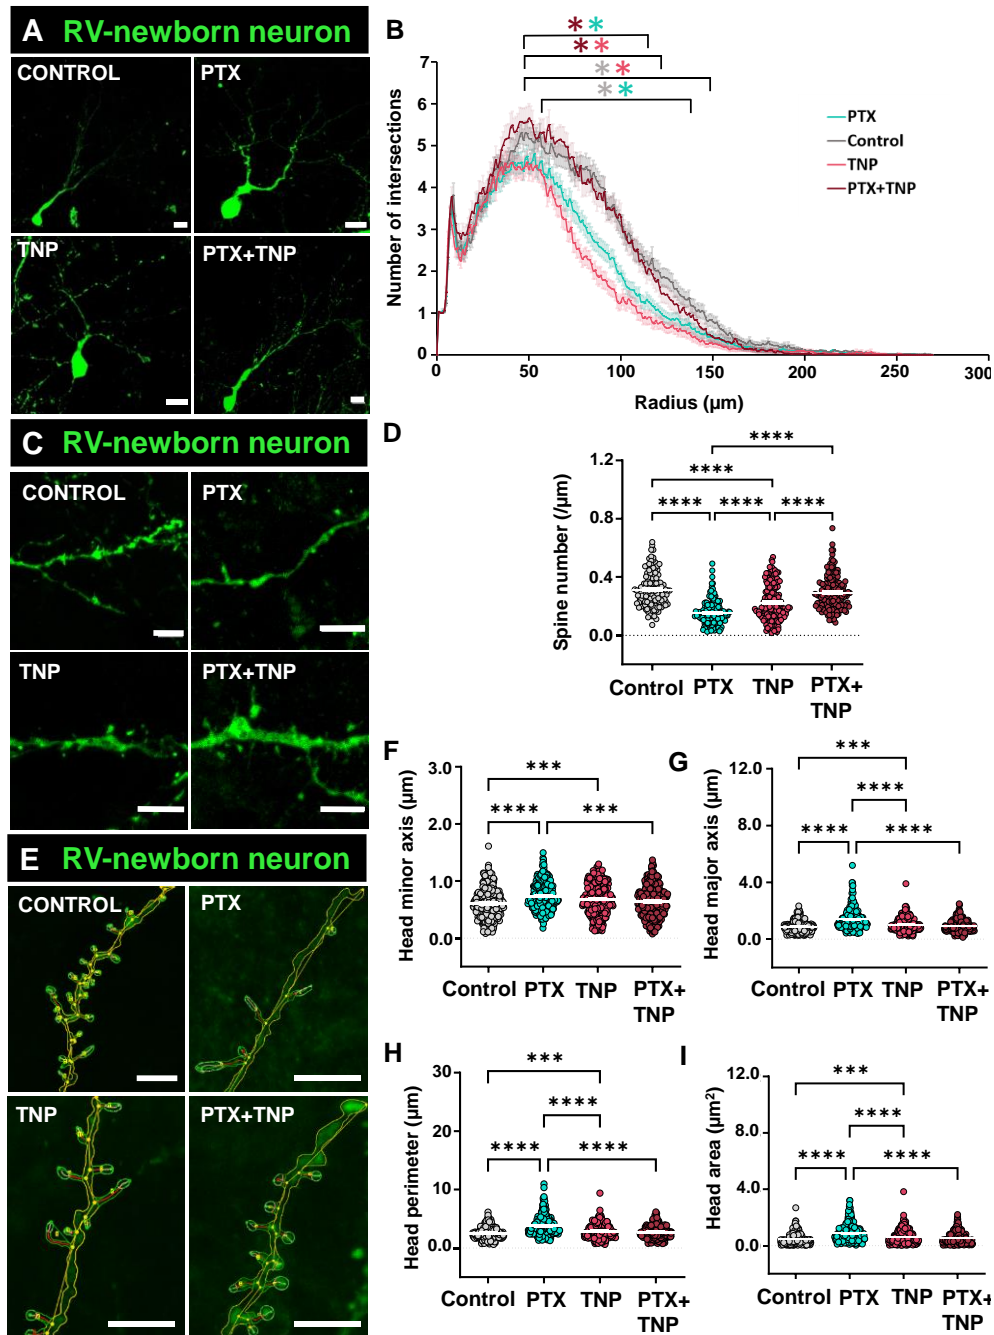 A RV-newborn neuron
CONTROL
PTX
TNP
PTX+TNP
B
* *
* *
* *
* *
Number of intersections
7
6
5
4
3
2
1
0
0
50
100
150
200
250
300
Radius (µm)
PTX
Control
TNP
PTX+TNP
C RV-newborn neuron
CONTROL
PTX
TNP
PTX+TNP
D
Spine number (/µm)
1.2
0.8
0.4
0.0
****
****
**** **** ****
Control PTX TNP PTX+
TNP
E RV-newborn neuron
CONTROL
PTX
TNP
PTX+TNP
F
Head minor axis (µm)
3.0
2.0
1.0
0.0
***
**** ***
Control PTX TNP PTX+
TNP
G
Head major axis (µm)
12.0
8.0
4.0
0.0
***
****
**** ****
Control PTX TNP PTX+
TNP
H
Head perimeter (µm)
30
20
10
0.0
***
****
**** ****
Control PTX TNP PTX+
TNP
I
Head area (µm²)
12.0
8.0
4.0
0.0
***
****
**** ****
Control PTX TNP PTX+
TNP